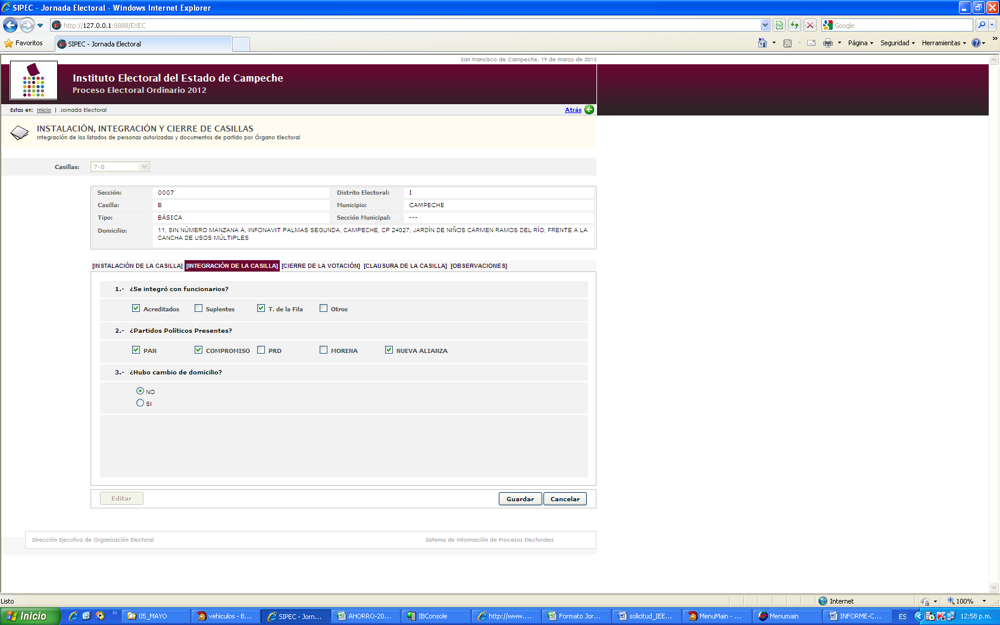 SIPEC - Jornada Electoral - Windows Internet Explorer
http://127.0.0.1:8888/EXEC
Google
Favoritos
SIPEC - Jornada Electoral
Página
Seguridad
Herramientas
San Francisco de Campeche, 19 de marzo de 2013
Instituto Electoral del Estado de Campeche
Proceso Electoral Ordinario 2012
Estas en: Inicio | Jornada Electoral
Atrás
INSTALACIÓN, INTEGRACIÓN Y CIERRE DE CASILLAS
Integración de los listados de personas autorizadas y documentos de partido por Órgano Electoral
Casillas: 7-B
Sección: 0007 Distrito Electoral: I
Casilla: B Municipio: CAMPECHE
Tipo: BÁSICA Sección Municipal: ---
Domicilio: 11, SIN NÚMERO MANZANA A, INFONAVIT PALMAS SEGUNDA, CAMPECHE, CP 24027; JARDÍN DE NIÑOS CARMEN RAMOS DEL RÍO; FRENTE A LA
CANCHA DE USOS MÚLTIPLES
[INSTALACIÓN DE LA CASILLA] [INTEGRACIÓN DE LA CASILLA] [CIERRE DE LA VOTACIÓN] [CLAUSURA DE LA CASILLA] [OBSERVACIONES]
1.- ¿Se integró con funcionarios?
Acreditados Suplentes T. de la Fila Otros
2.- ¿Partidos Políticos Presentes?
PAN COMPROMISO PRD MORENA NUEVA ALIANZA
3.- ¿Hubo cambio de domicilio?
NO
SI
Editar Guardar Cancelar
Dirección Ejecutiva de Organización Electoral Sistema de Información de Procesos Electorales
Listo Internet 100%
Inicio 05_MAYO vehiculos - B... SIPEC - Jorn... AHORRO-20... IBConsole http://www.... Formato Jor... solicitud_IEE... MenuMain - ... Menumain INFORME-C... ES 12:58 p.m.